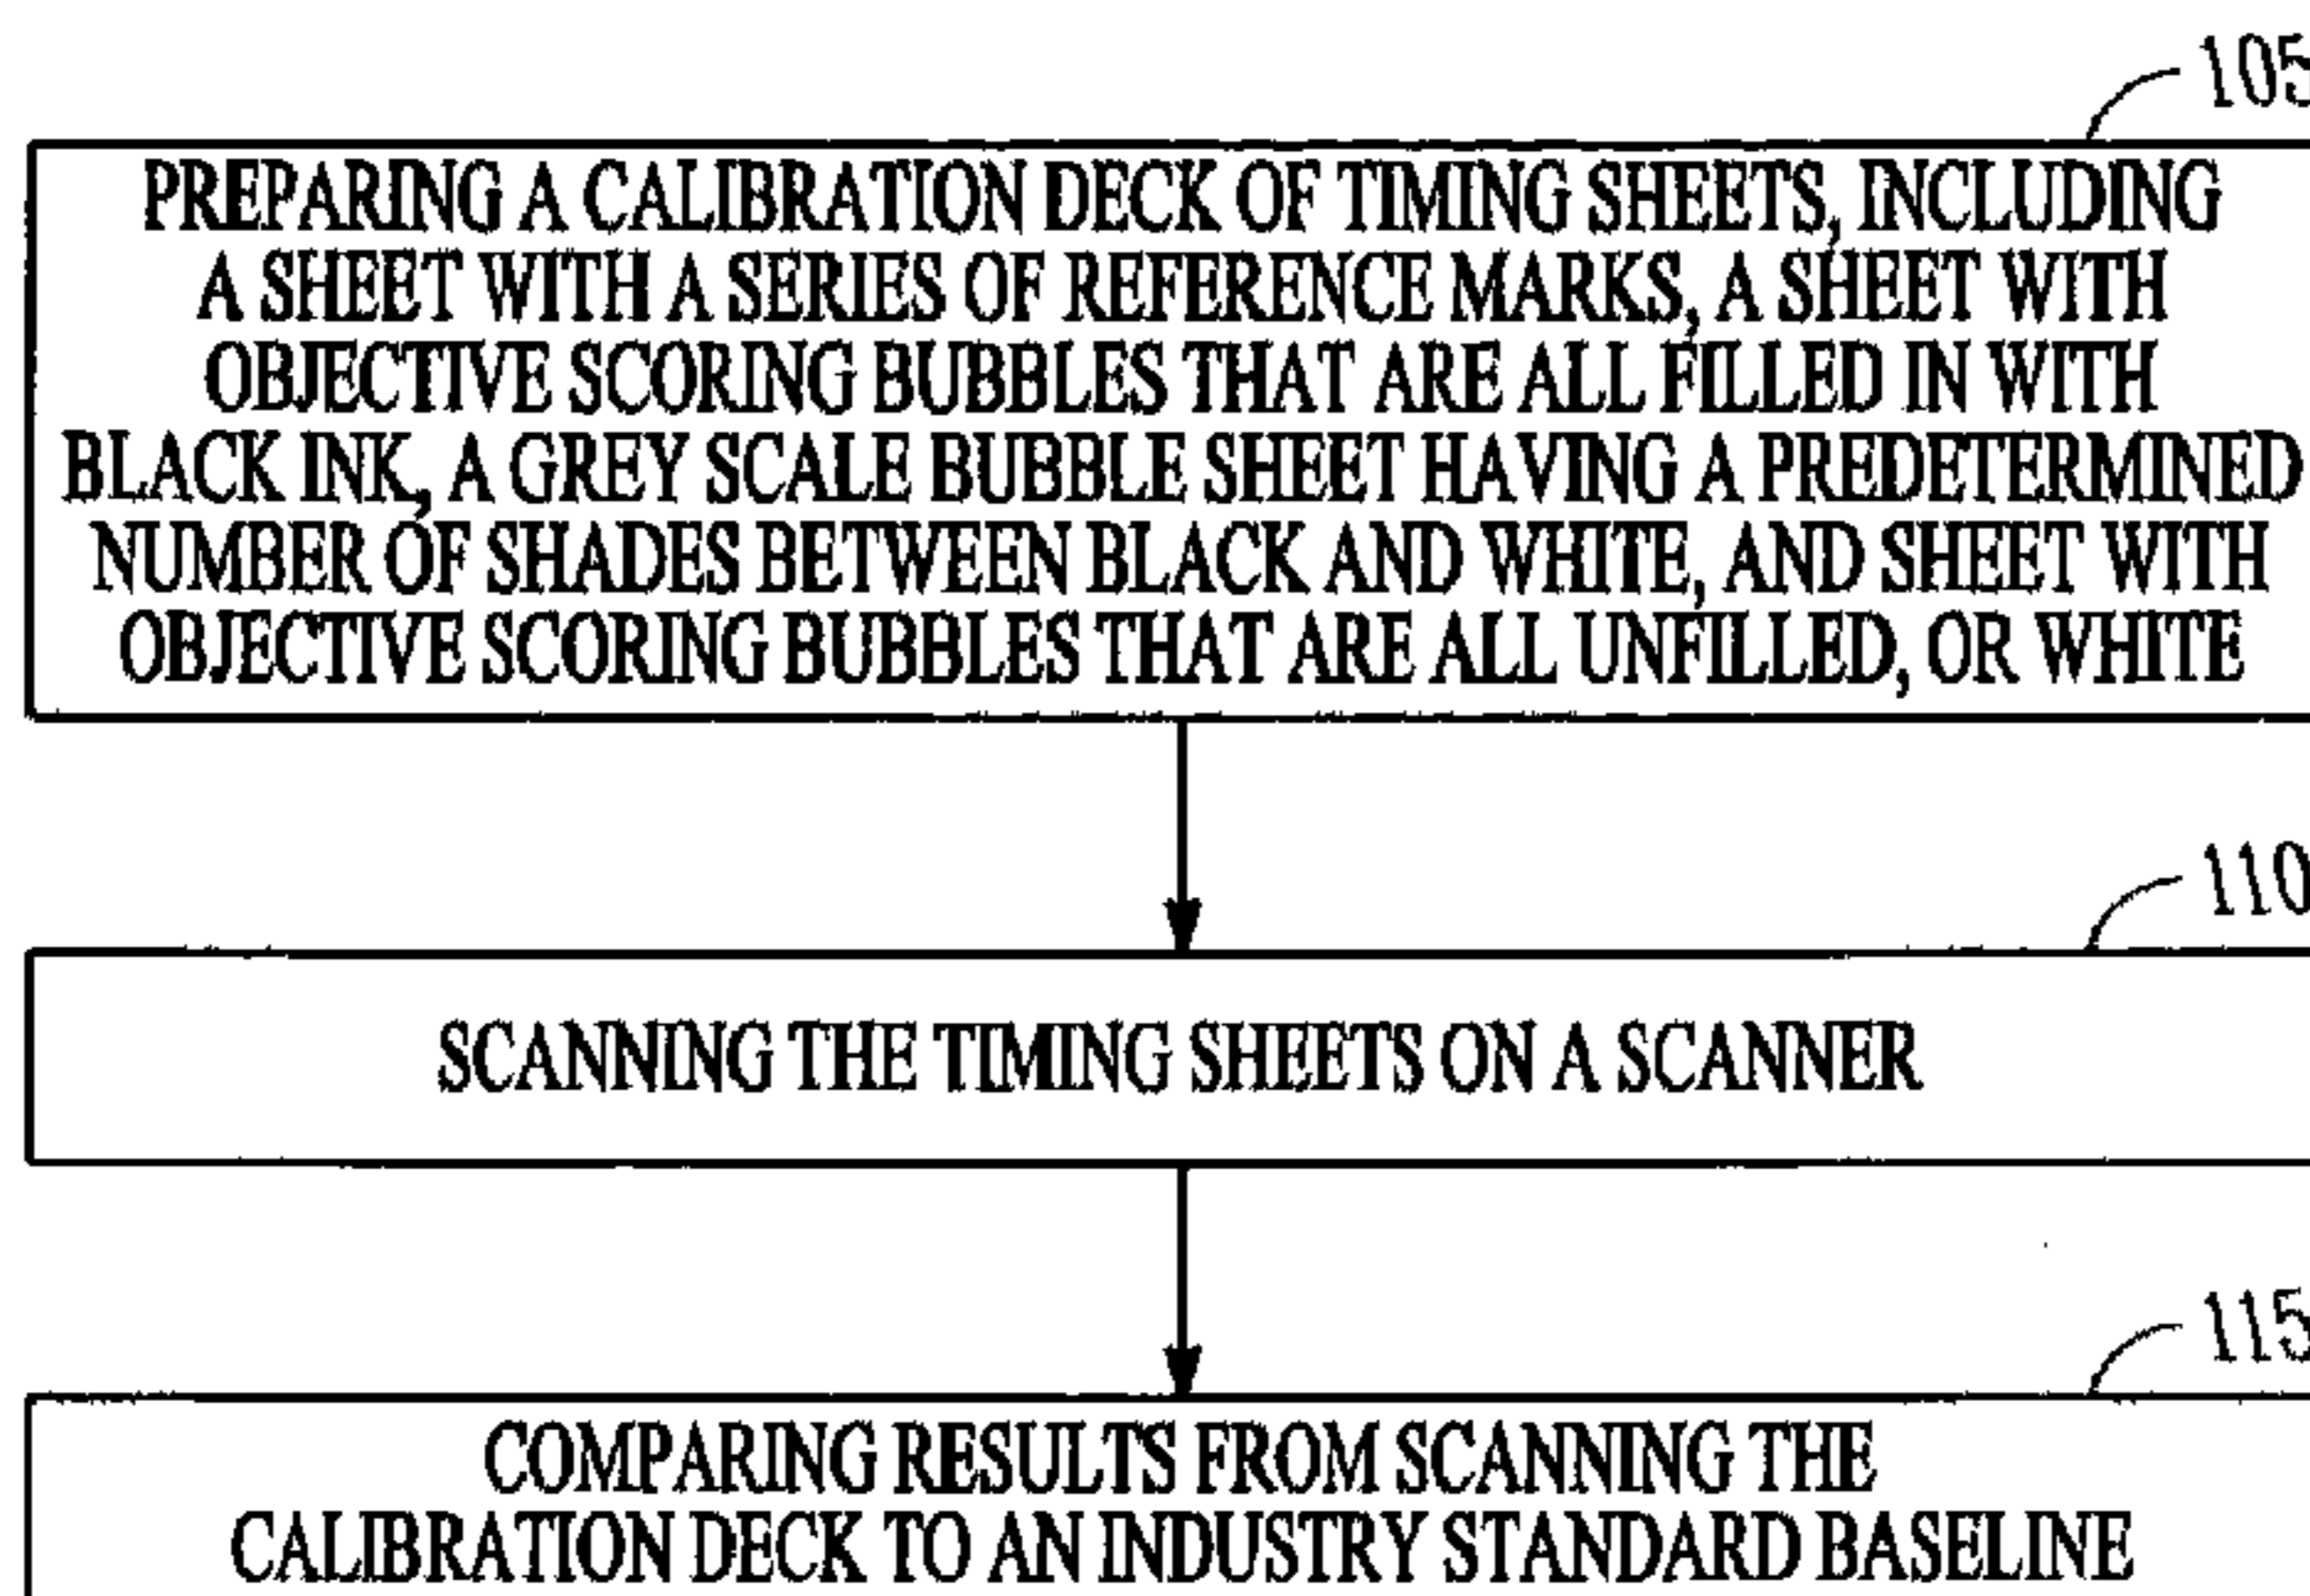 105
PREPARING A CALIBRATION DECK OF TIMING SHEETS, INCLUDING
A SHEET WITH A SERIES OF REFERENCE MARKS, A SHEET WITH
OBJECTIVE SCORING BUBBLES THAT ARE ALL FILLED IN WITH
BLACK INK, A GREY SCALE BUBBLE SHEET HAVING A PREDETERMINED
NUMBER OF SHADES BETWEEN BLACK AND WHITE, AND SHEET WITH
OBJECTIVE SCORING BUBBLES THAT ARE ALL UNFILLED, OR WHITE
110
SCANNING THE TIMING SHEETS ON A SCANNER
115
COMPARING RESULTS FROM SCANNING THE
CALIBRATION DECK TO AN INDUSTRY STANDARD BASELINE